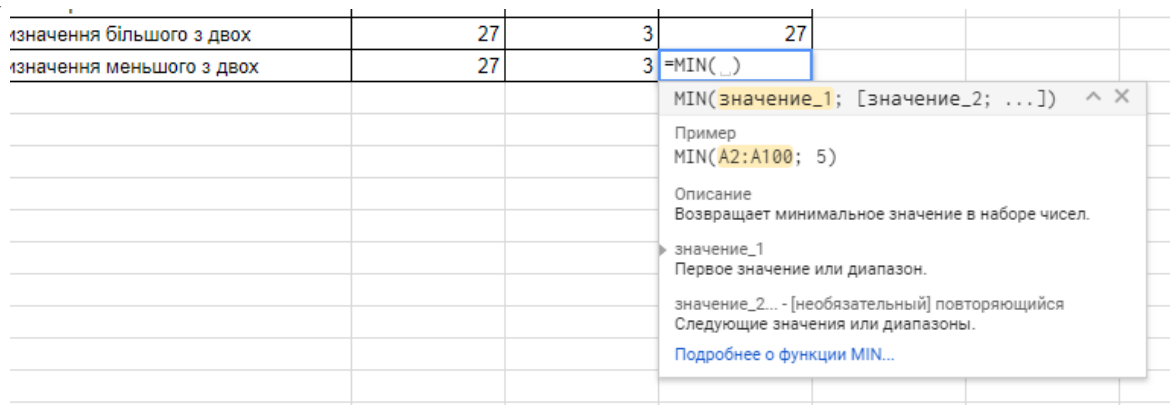 изначення більшого з двох 27 3 27
изначення меньшого з двох 27 3 =MIN( )
MIN(значение_1; [значение_2; ...])
Пример
MIN(A2:A100; 5)
Описание
Возвращает минимальное значение в наборе чисел.
значение_1
Первое значение или диапазон.
значение_2... - [необязательный] повторяющийся
Следующие значения или диапазоны.
Подробнее о функции MIN...